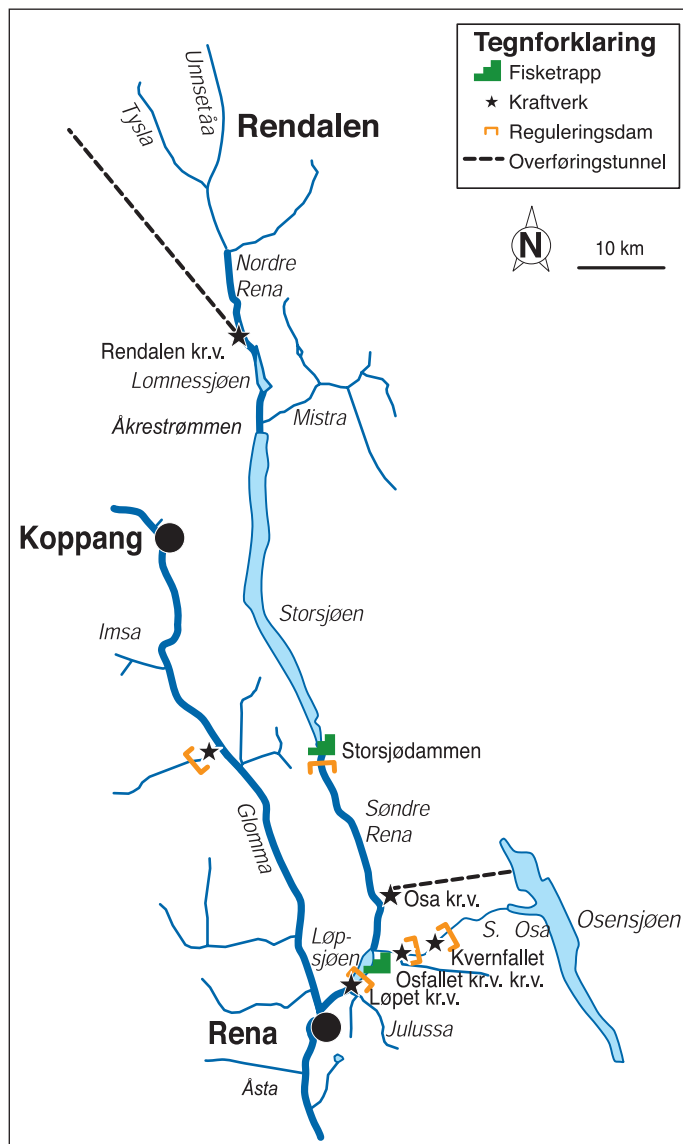 Tegnforklaring
Fisketrapp
Kraftverk
Reguleringsdam
Overføringstunnel
N
10 km
Tysla
Unnsetåa
Rendalen
Nordre
Rena
Rendalen kr.v.
Lomnessjøen
Åkrestrømmen
Mistra
Koppang
Storsjøen
Imsa
Storsjødammen
Glomma
Søndre
Rena
Osa kr.v.
S. Osa
Osensjøen
Løp-
sjøen
Kvernfallet
Osfallet kr.v. kr.v.
Løpet kr.v.
Rena
Julussa
Åsta